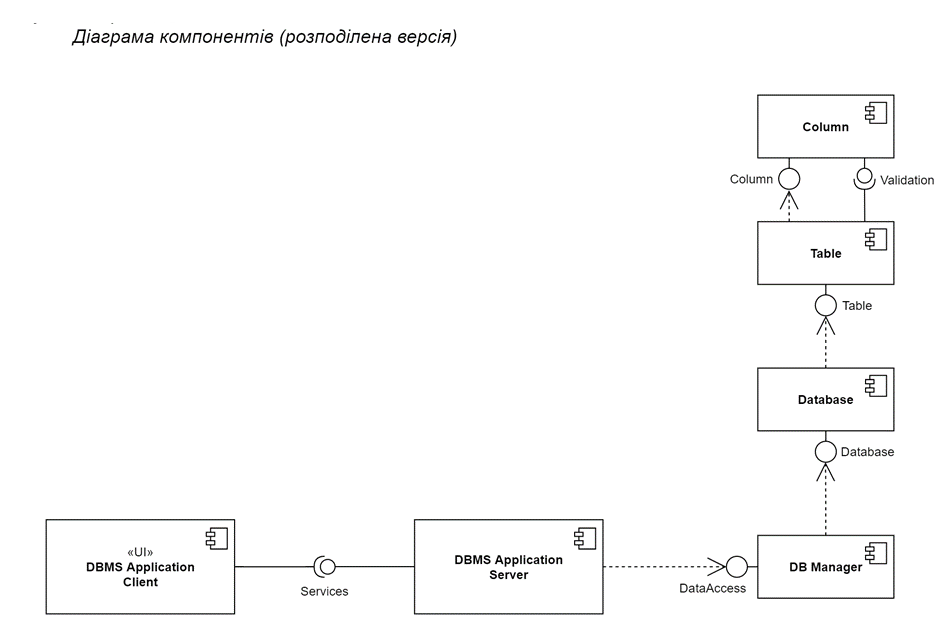 Діаграма компонентів (розподілена версія)
Column
Column
Validation
Table
Table
Database
Database
«UI»
DBMS Application
Client
Services
DBMS Application
Server
DataAccess
DB Manager